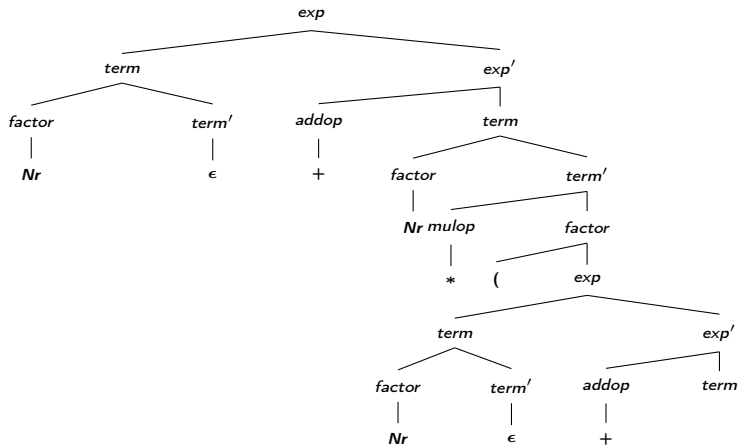 exp
term exp′
factor term′ addop term
Nr ϵ + factor term′
Nr mulop factor
* ( exp
term exp′
factor term′ addop term
Nr ϵ +